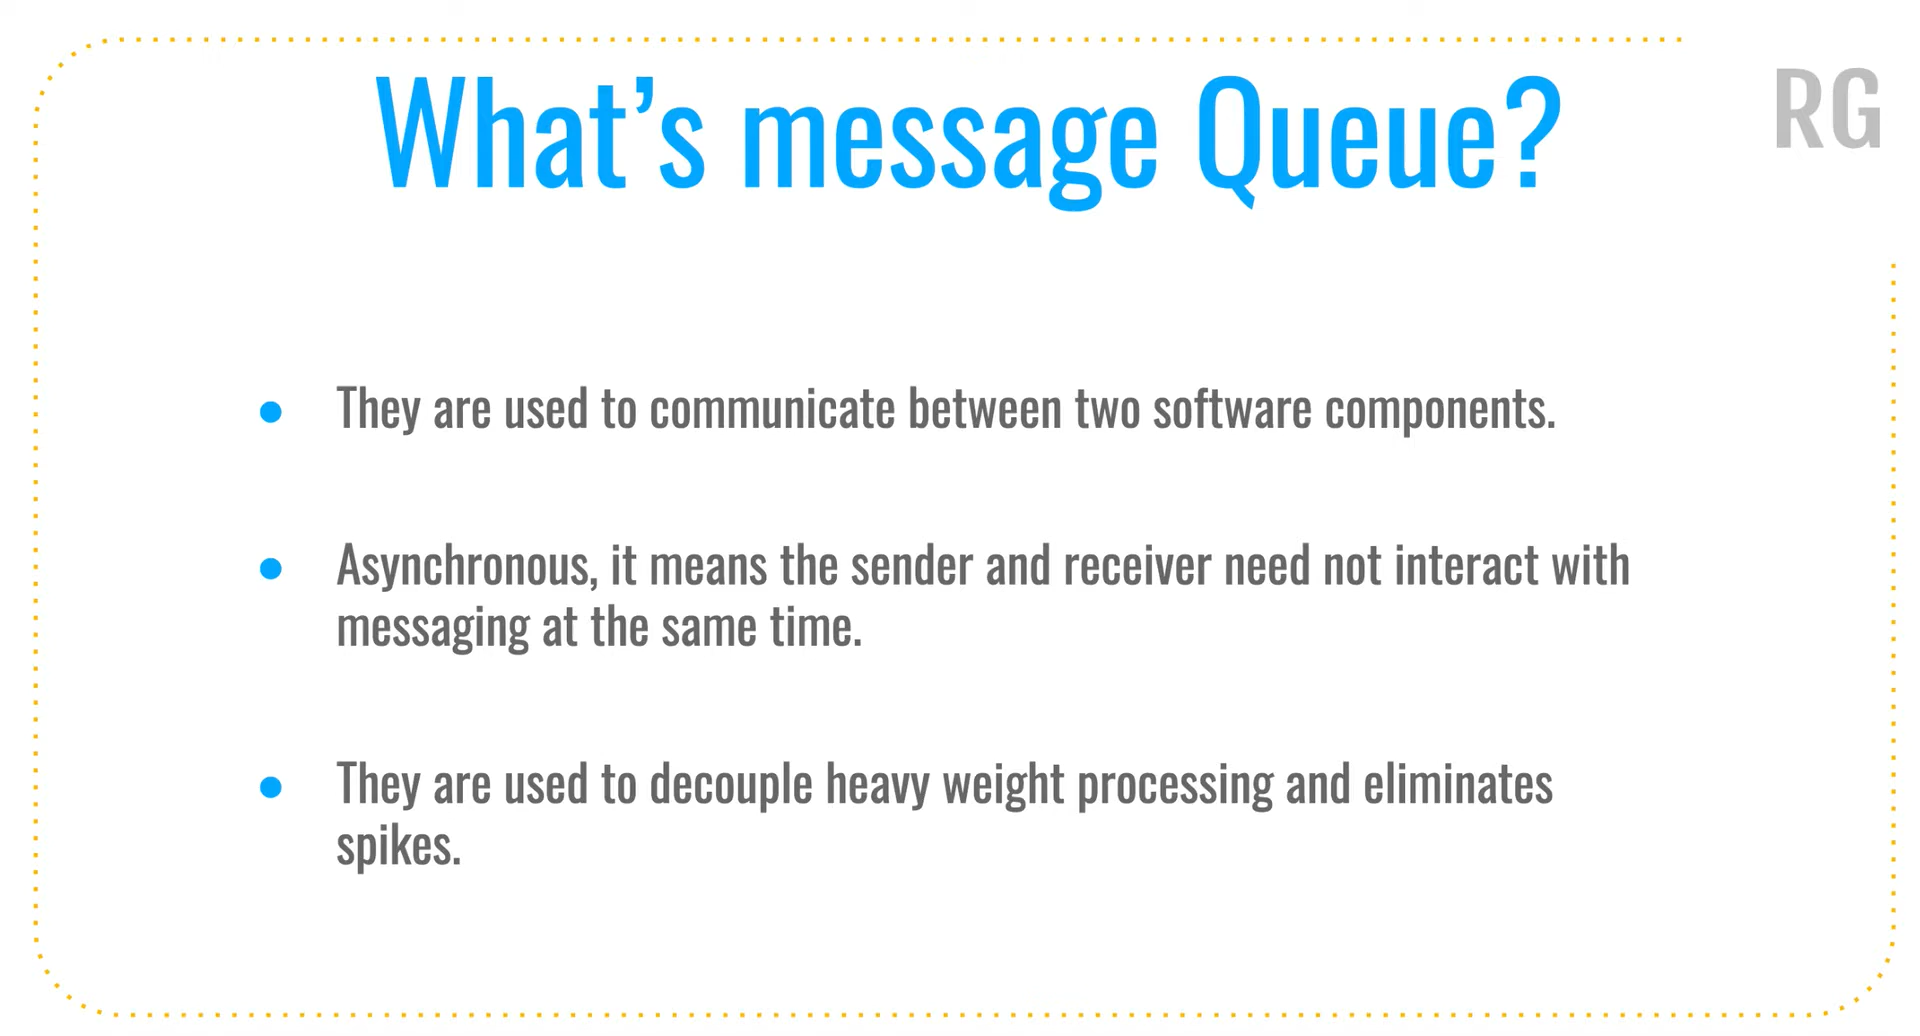 What’s message Queue?
RG
● They are used to communicate between two software components.
● Asynchronous, it means the sender and receiver need not interact with
messaging at the same time.
● They are used to decouple heavy weight processing and eliminates
spikes.